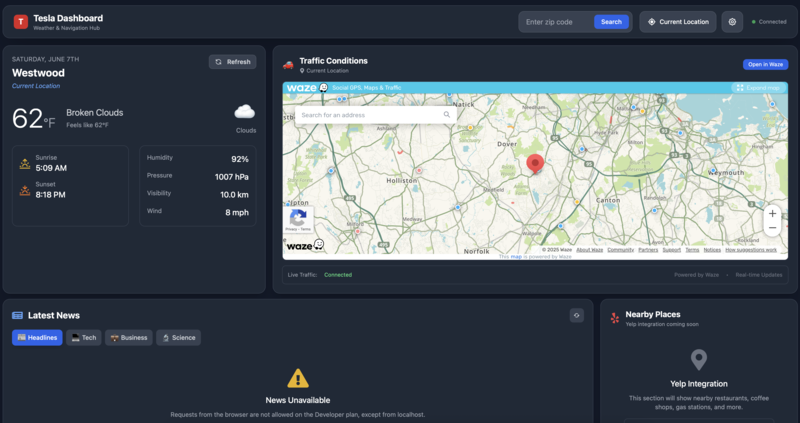 T
Tesla Dashboard
Weather & Navigation Hub
Enter zip code
Search
Current Location
Connected
SATURDAY, JUNE 7TH
Refresh
Westwood
Current Location
62°F
Broken Clouds
Feels like 62°F
Clouds
Sunrise
5:09 AM
Sunset
8:18 PM
Humidity 92%
Pressure 1007 hPa
Visibility 10.0 km
Wind 8 mph
Traffic Conditions
Current Location
Open in Waze
waze Social GPS, Maps & Traffic
Expand map
Search for an address
Natick
Dover
Holliston
Medway
Westwood
Canton
Randolph
Weymouth
Hingham
Norfolk
Privacy - Terms
waze
+
−
© 2025 Waze About Waze Community Partners Support Terms Notices How suggestions work
This map is powered by Waze
Live Traffic: Connected
Powered by Waze • Real-time Updates
Latest News
Headlines
Tech
Business
Science
News Unavailable
Requests from the browser are not allowed on the Developer plan, except from localhost.
Nearby Places
Yelp integration coming soon
Yelp Integration
This section will show nearby restaurants, coffee
shops, gas stations, and more.